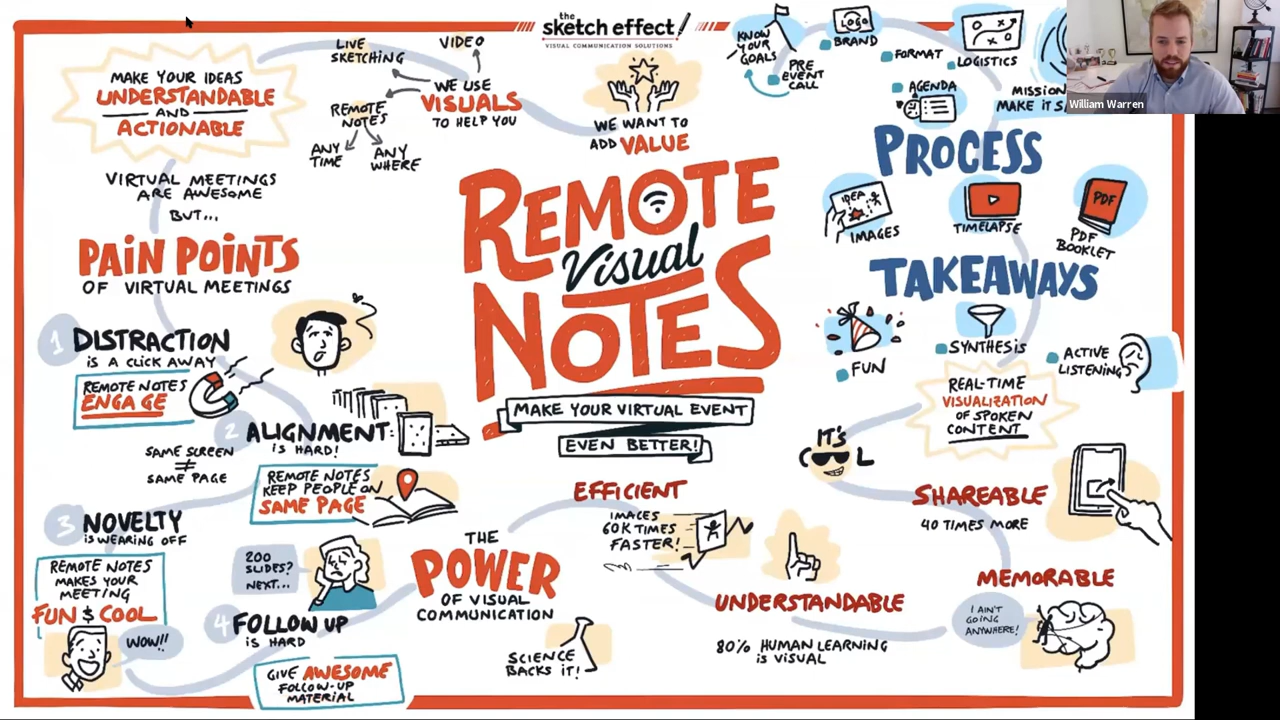 the
sketch effect!
VISUAL COMMUNICATION SOLUTIONS
William Warren
REMOTE
Visual
NOTES
MAKE YOUR VIRTUAL EVENT
EVEN BETTER!
WE WANT TO
ADD VALUE
WE USE
VISUALS
TO HELP YOU
VIDEO
LIVE
SKETCHING
REMOTE
NOTES
ANY
TIME
ANY
WHERE
MAKE YOUR IDEAS
UNDERSTANDABLE
AND
ACTIONABLE
VIRTUAL MEETINGS
ARE AWESOME
BUT...
PAIN POINTS
OF VIRTUAL MEETINGS
1 DISTRACTION
IS A CLICK AWAY
REMOTE NOTES
ENGAGE
2 ALIGNMENT
IS HARD!
SAME SCREEN
≠
SAME PAGE
REMOTE NOTES
KEEP PEOPLE ON
SAME PAGE
3 NOVELTY
IS WEARING OFF
REMOTE NOTES
MAKES YOUR
MEETING
FUN & COOL
WOW!!
200
SLIDES?
NEXT...
4 FOLLOW UP
IS HARD
GIVE AWESOME
FOLLOW-UP
MATERIAL
THE
POWER
OF VISUAL
COMMUNICATION
SCIENCE
BACKS IT!
EFFICIENT
IMAGES
60K TIMES
FASTER!
UNDERSTANDABLE
80% HUMAN LEARNING
IS VISUAL
MEMORABLE
I AIN'T
GOING
ANYWHERE!
SHAREABLE
40 TIMES MORE
IT'S
COOL
REAL-TIME
VISUALIZATION
OF SPOKEN
CONTENT
KNOW
YOUR
GOALS
PRE
EVENT
CALL
LOGO
BRAND
FORMAT
LOGISTICS
AGENDA
MISSION
MAKE IT
PROCESS
IDEA
IMAGES
TIMELAPSE
PDF
PDF
BOOKLET
TAKEAWAYS
FUN
SYNTHESIS
ACTIVE
LISTENING